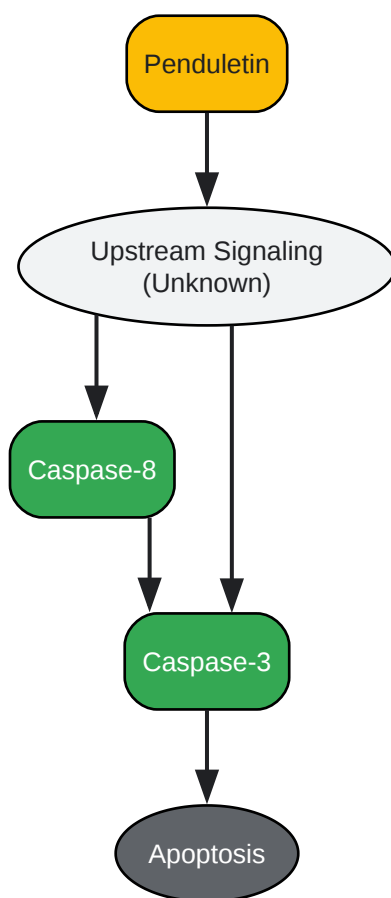 Penduletin
Upstream Signaling
(Unknown)
Caspase-8
Caspase-3
Apoptosis